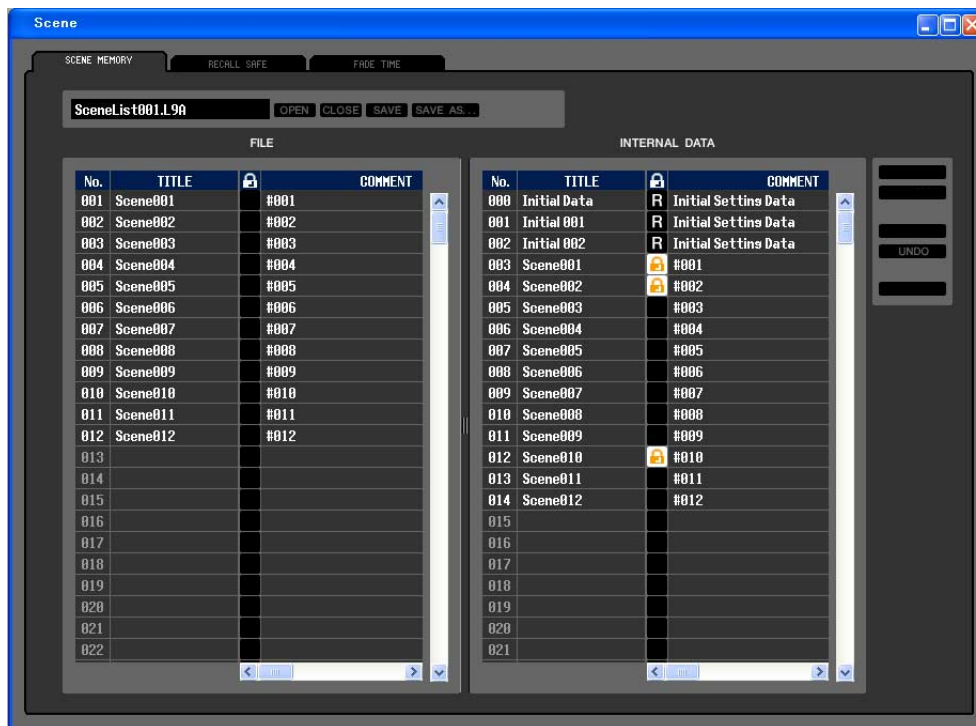 Scene
SCENE MEMORY RECALL SAFE FADE TIME
SceneList001.L9A OPEN CLOSE SAVE SAVE AS...
FILE
No. TITLE COMMENT
001 Scene001 #001
002 Scene002 #002
003 Scene003 #003
004 Scene004 #004
005 Scene005 #005
006 Scene006 #006
007 Scene007 #007
008 Scene008 #008
009 Scene009 #009
010 Scene010 #010
011 Scene011 #011
012 Scene012 #012
013
014
015
016
017
018
019
020
021
022
INTERNAL DATA
No. TITLE COMMENT
000 Initial Data R Initial Setting Data
001 Initial 001 R Initial Setting Data
002 Initial 002 R Initial Setting Data
003 Scene001 #001
004 Scene002 #002
005 Scene003 #003
006 Scene004 #004
007 Scene005 #005
008 Scene006 #006
009 Scene007 #007
010 Scene008 #008
011 Scene009 #009
012 Scene010 #010
013 Scene011 #011
014 Scene012 #012
015
016
017
018
019
020
021
UNDO